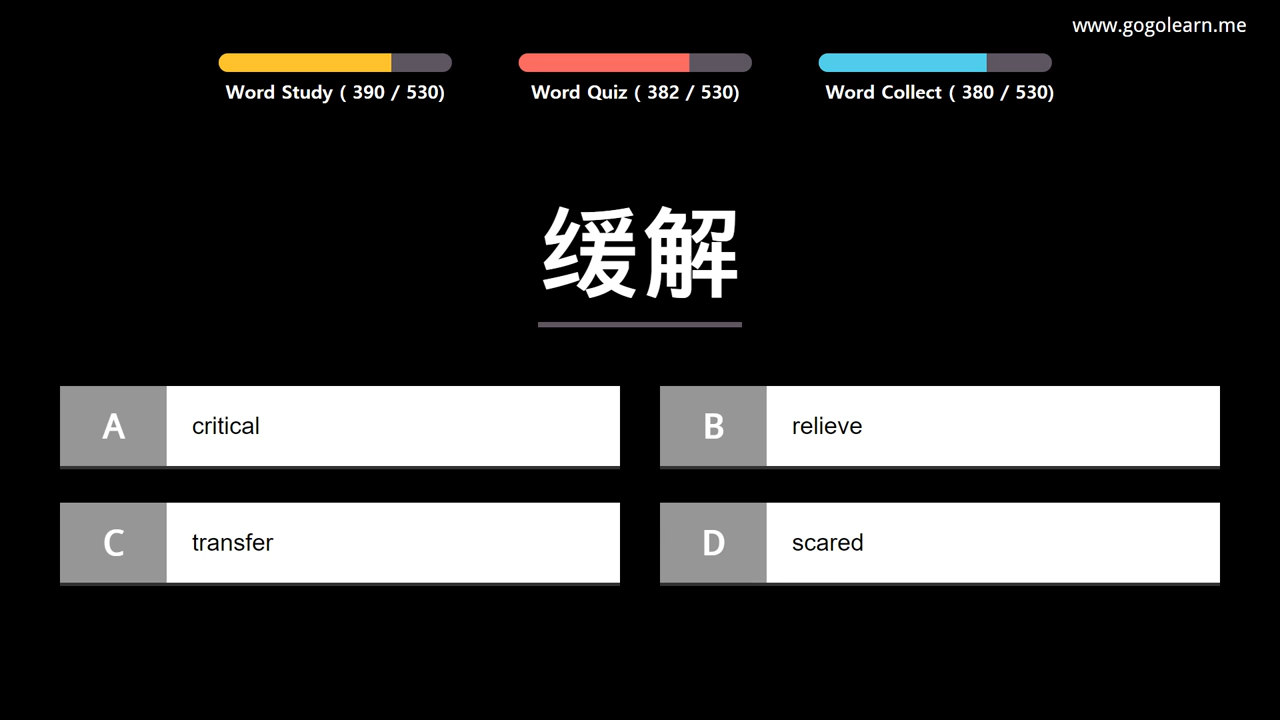 www.gogolearn.me
Word Study ( 390 / 530)
Word Quiz ( 382 / 530)
Word Collect ( 380 / 530)
缓解
A critical
B relieve
C transfer
D scared